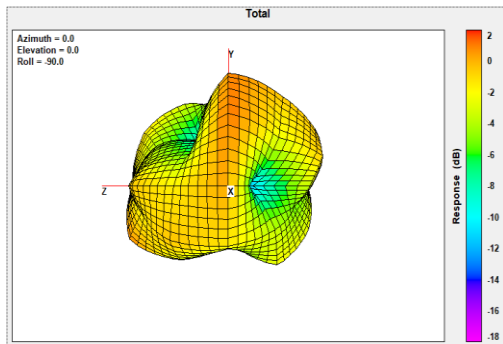 Total
Azimuth = 0.0
Elevation = 0.0
Roll = -90.0
Y
Z
X
2
0
-2
-4
-6
-8
-10
-12
-14
-16
-18
Response (dB)